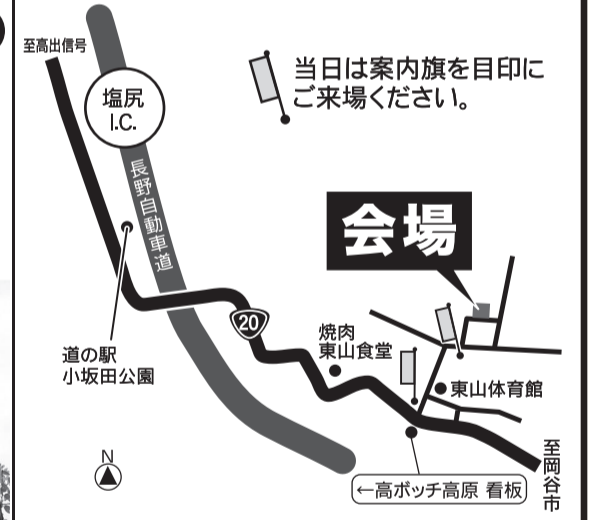 至高出信号
塩尻
I.C.
当日は案内旗を目印に
ご来場ください。
長野自動車道
会場
20
焼肉
東山食堂
道の駅
小坂田公園
東山体育館
至岡谷市
N
←高ボッチ高原 看板